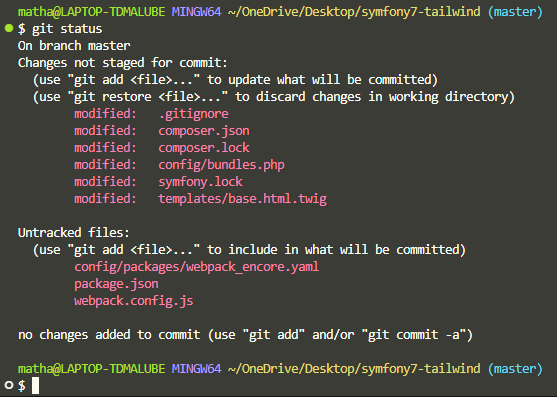 matha@LAPTOP-TDMALUBE MINGW64 ~/OneDrive/Desktop/symfony7-tailwind (master)
$ git status
On branch master
Changes not staged for commit:
  (use "git add <file>..." to update what will be committed)
  (use "git restore <file>..." to discard changes in working directory)
        modified:   .gitignore
        modified:   composer.json
        modified:   composer.lock
        modified:   config/bundles.php
        modified:   symfony.lock
        modified:   templates/base.html.twig

Untracked files:
  (use "git add <file>..." to include in what will be committed)
        config/packages/webpack_encore.yaml
        package.json
        webpack.config.js

no changes added to commit (use "git add" and/or "git commit -a")

matha@LAPTOP-TDMALUBE MINGW64 ~/OneDrive/Desktop/symfony7-tailwind (master)
$